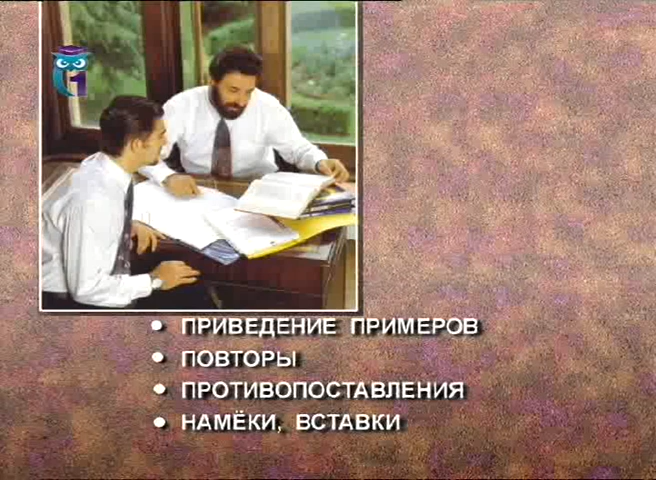 ПРИВЕДЕНИЕ ПРИМЕРОВ
ПОВТОРЫ
ПРОТИВОПОСТАВЛЕНИЯ
НАМЁКИ, ВСТАВКИ